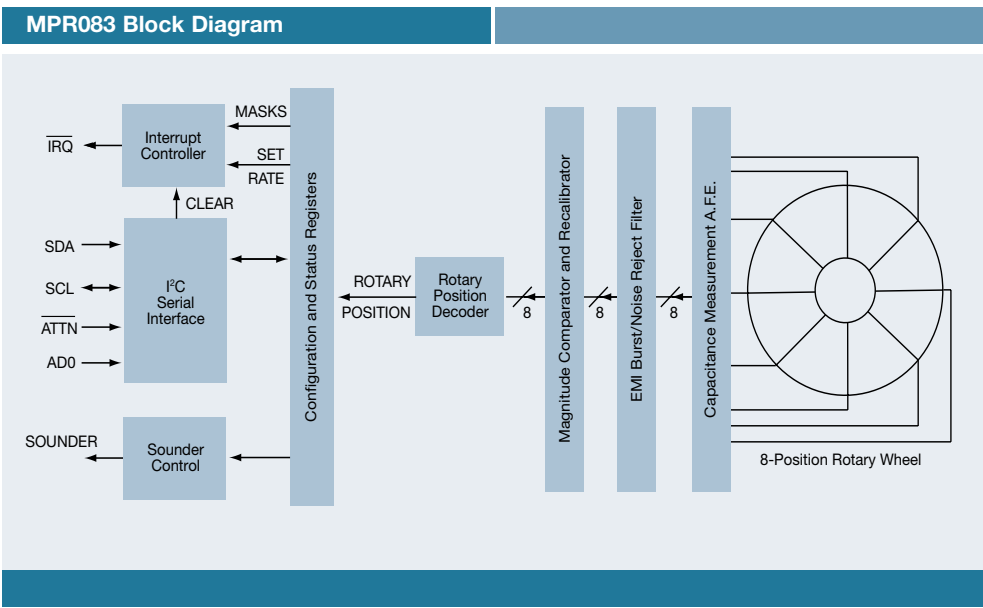 MPR083 Block Diagram
MASKS
IRQ
Interrupt
Controller
SET
RATE
CLEAR
SDA
SCL
ATTN
AD0
I²C
Serial
Interface
SOUNDER
Sounder
Control
Configuration and Status Registers
ROTARY
POSITION
Rotary
Position
Decoder
8
Magnitude Comparator and Recalibrator
8
EMI Burst/Noise Reject Filter
8
Capacitance Measurement A.F.E.
8-Position Rotary Wheel